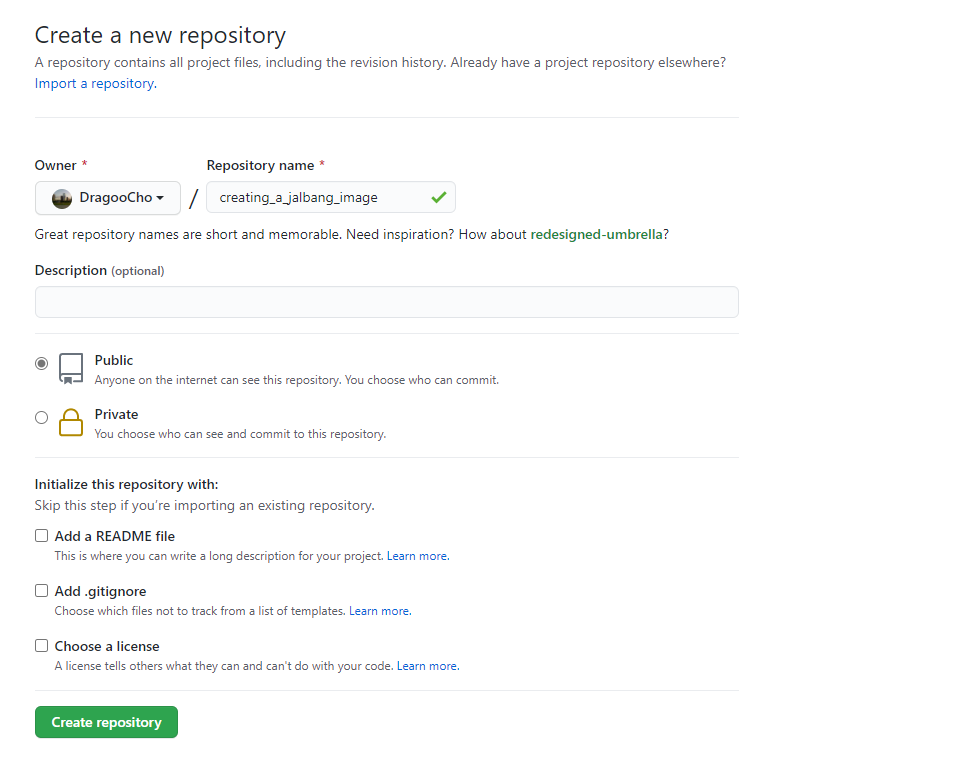 Create a new repository
A repository contains all project files, including the revision history. Already have a project repository elsewhere?
Import a repository.
Owner * Repository name *
DragooCho / creating_a_jalbang_image
Great repository names are short and memorable. Need inspiration? How about redesigned-umbrella?
Description (optional)
Public
Anyone on the internet can see this repository. You choose who can commit.
Private
You choose who can see and commit to this repository.
Initialize this repository with:
Skip this step if you're importing an existing repository.
Add a README file
This is where you can write a long description for your project. Learn more.
Add .gitignore
Choose which files not to track from a list of templates. Learn more.
Choose a license
A license tells others what they can and can't do with your code. Learn more.
Create repository